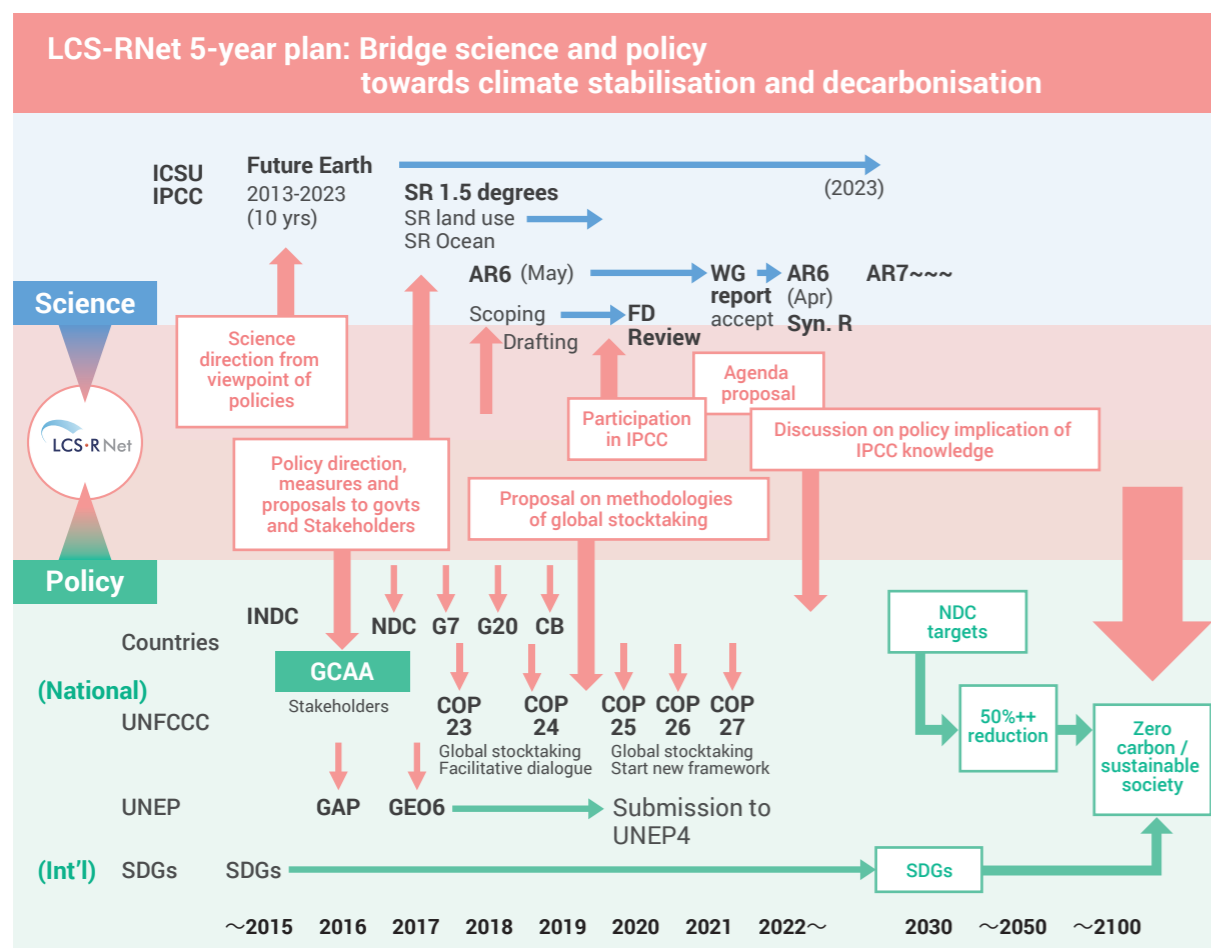 LCS-RNet 5-year plan: Bridge science and policy
towards climate stabilisation and decarbonisation
ICSU
IPCC
Future Earth
2013-2023
(10 yrs)
(2023)
SR 1.5 degrees
SR land use
SR Ocean
AR6 (May)
WG
report
accept
AR6
(Apr)
Syn. R
AR7~~~
Scoping
Drafting
FD
Review
Science
Science
direction from
viewpoint of
policies
Agenda
proposal
Participation
in IPCC
Discussion on policy implication of
IPCC knowledge
LCS·R Net
Policy direction,
measures and
proposals to govts
and Stakeholders
Proposal on methodologies
of global stocktaking
Policy
Countries
INDC
NDC G7 G20 CB
NDC
targets
GCAA
Stakeholders
(National)
UNFCCC
COP
23
COP
24
COP
25
COP
26
COP
27
Global stocktaking
Facilitative dialogue
Global stocktaking
Start new framework
50%++
reduction
Zero
carbon /
sustainable
society
UNEP
GAP
GEO6
Submission to
UNEP4
(Int'l)
SDGs
SDGs
SDGs
～2015 2016 2017 2018 2019 2020 2021 2022～ 2030 ～2050 ～2100